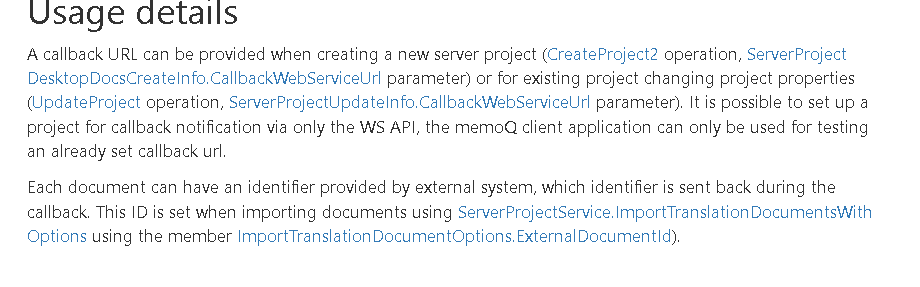 Usage details
A callback URL can be provided when creating a new server project (CreateProject2 operation, ServerProject
DesktopDocsCreateInfo.CallbackWebServiceUrl parameter) or for existing project changing project properties
(UpdateProject operation, ServerProjectUpdateInfo.CallbackWebServiceUrl parameter). It is possible to set up a
project for callback notification via only the WS API, the memoQ client application can only be used for testing
an already set callback url.
Each document can have an identifier provided by external system, which identifier is sent back during the
callback. This ID is set when importing documents using ServerProjectService.ImportTranslationDocumentsWith
Options using the member ImportTranslationDocumentOptions.ExternalDocumentId).